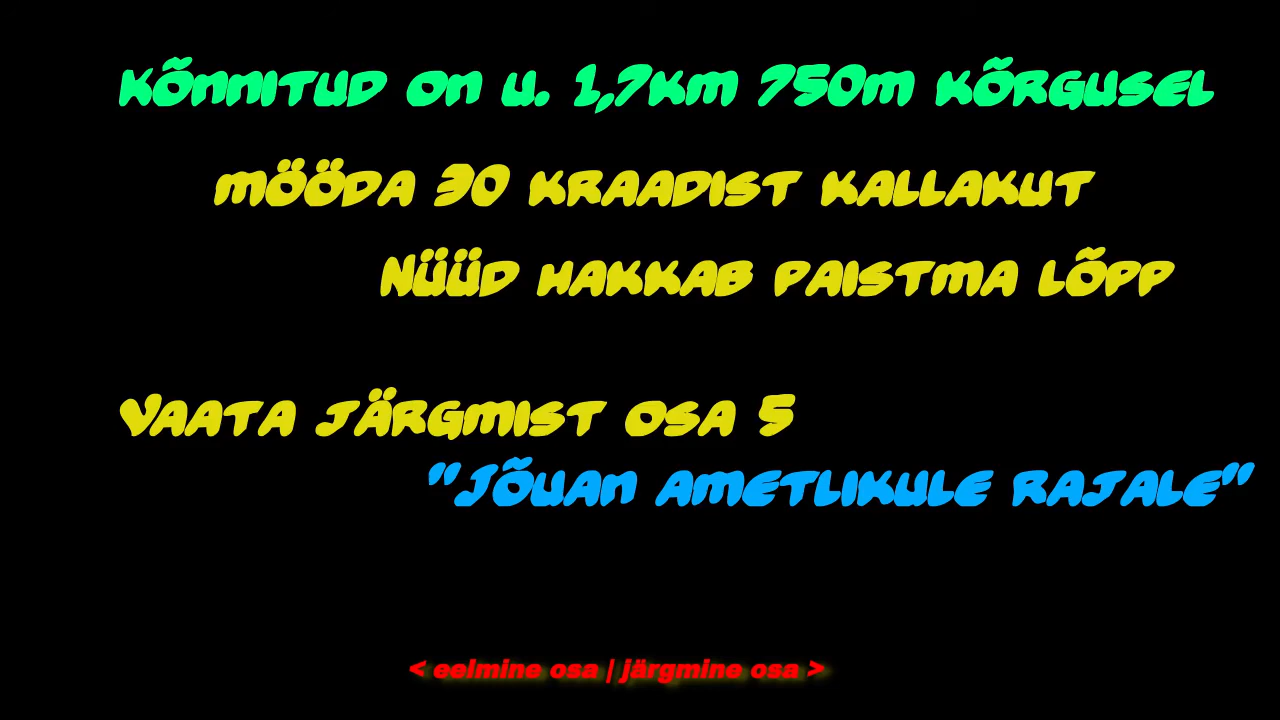 Kõnnitud on u. 1,7km 750m kõrgusel
mööda 30 kraadist kallakut
Nüüd hakkab paistma lõpp
Vaata järgmist osa 5
"Jõuan ametlikule rajale"
< eelmine osa | järgmine osa >